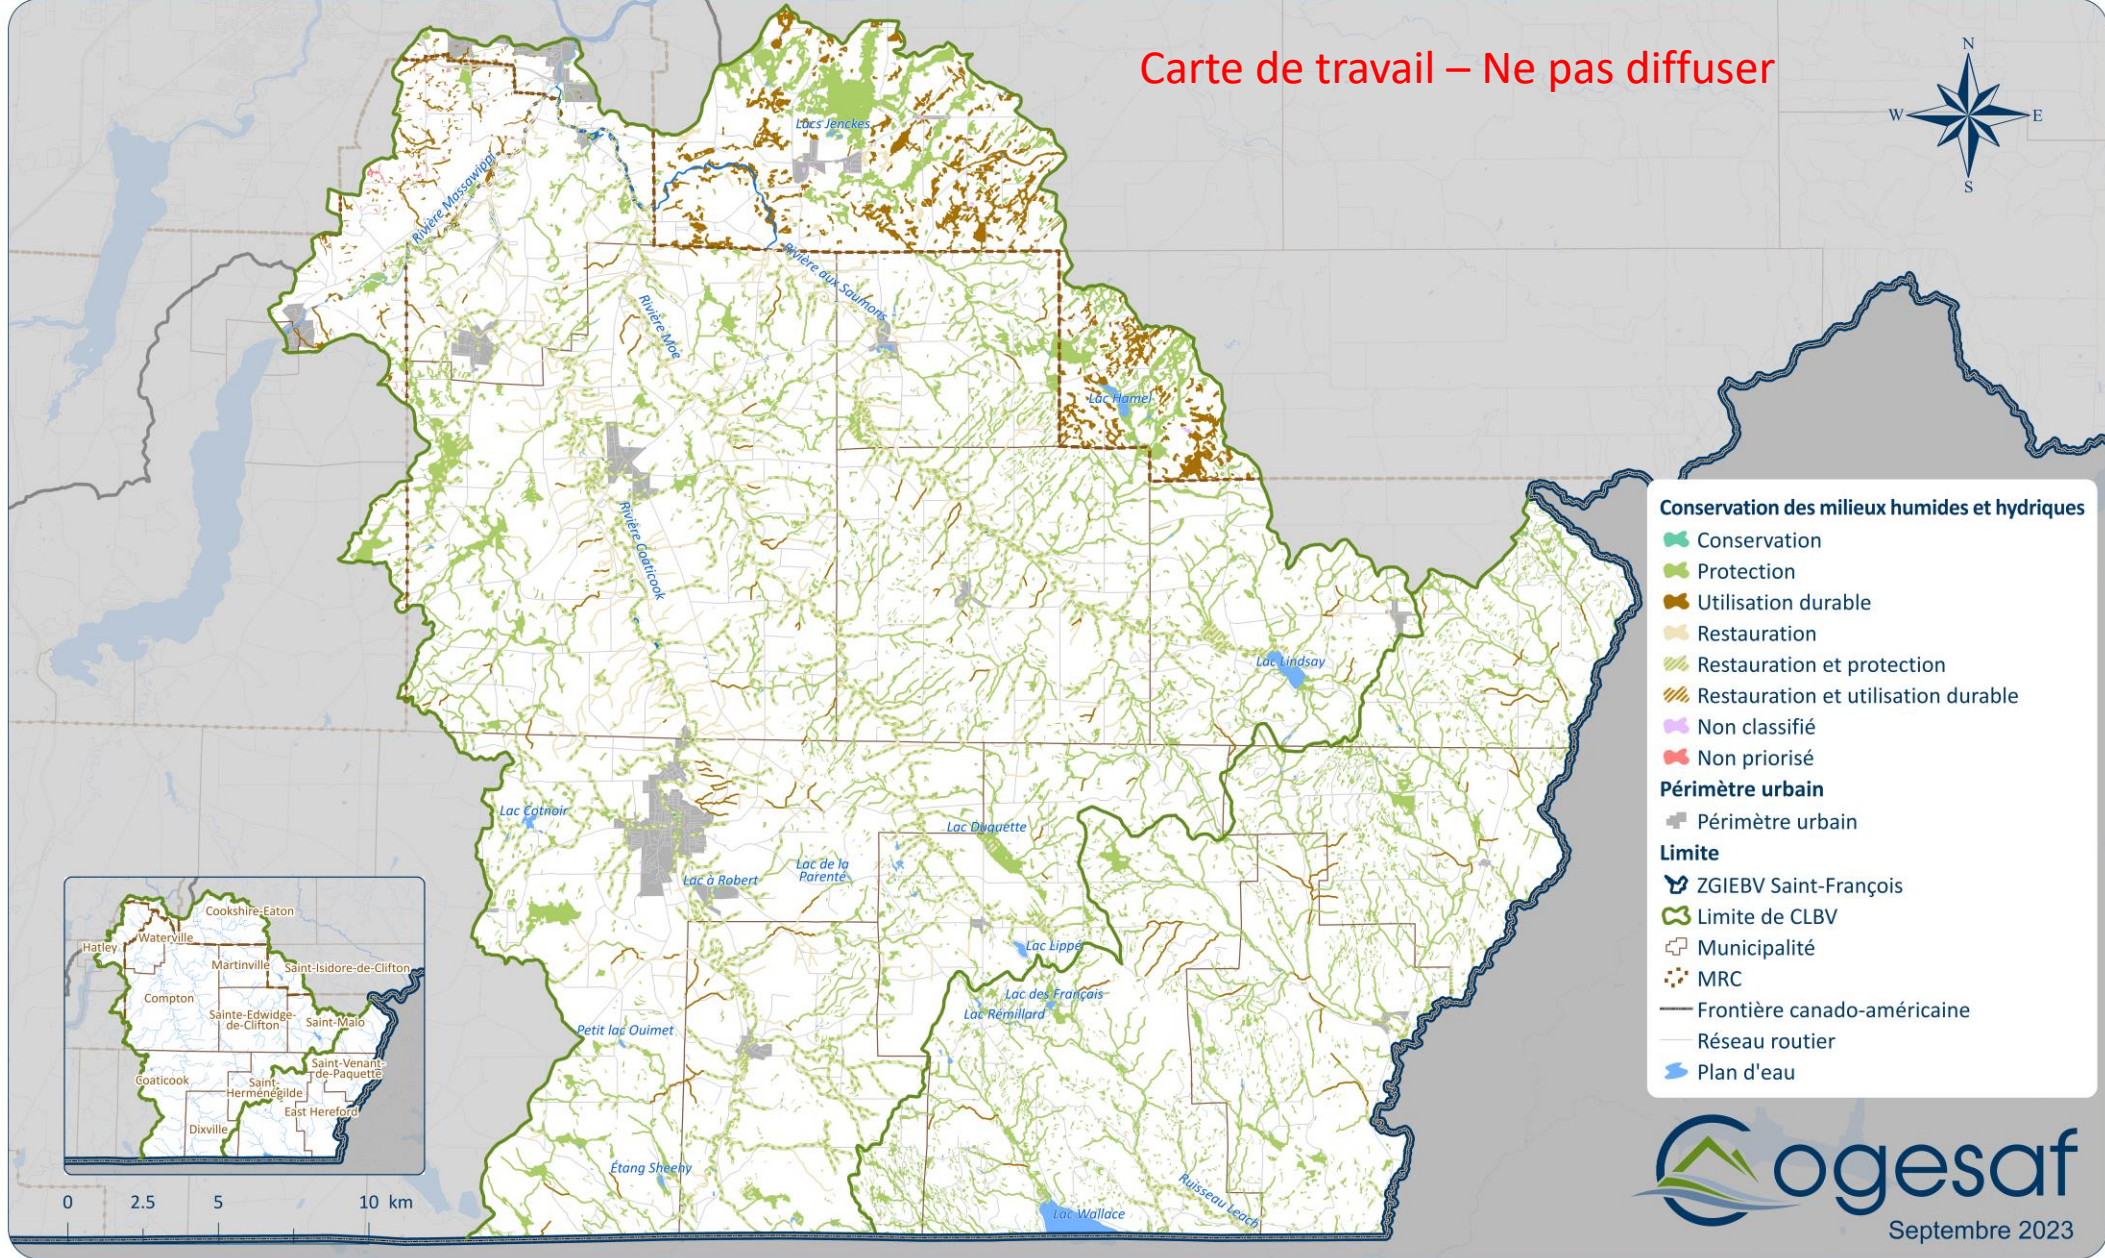 Carte de travail – Ne pas diffuser
N
W
E
S
Lacs Jenckes
Rivière Massawippi
Rivière aux Saumons
Rivière Moe
Lac Hamel
Rivière Coaticook
Lac Lindsay
Lac Cotnoir
Lac Duquette
Lac de la
Parenté
Lac à Robert
Lac Lippé
Lac des Français
Lac Rémillard
Petit lac Ouimet
Étang Sheeny
Lac Wallace
Ruisseau Leach
Conservation des milieux humides et hydriques
Conservation
Protection
Utilisation durable
Restauration
Restauration et protection
Restauration et utilisation durable
Non classifié
Non priorisé
Périmètre urbain
Périmètre urbain
Limite
ZGIEBV Saint-François
Limite de CLBV
Municipalité
MRC
Frontière canado-américaine
Réseau routier
Plan d'eau
Cookshire-Eaton
Waterville
Hatley
Martinville
Saint-Isidore-de-Clifton
Compton
Sainte-Edwidge-
de-Clifton
Saint-Malo
Saint-Venant-
de-Paquette
Coaticook
Saint-
Herménégilde
East Hereford
Dixville
0 2.5 5 10 km
Cogesaf
Septembre 2023